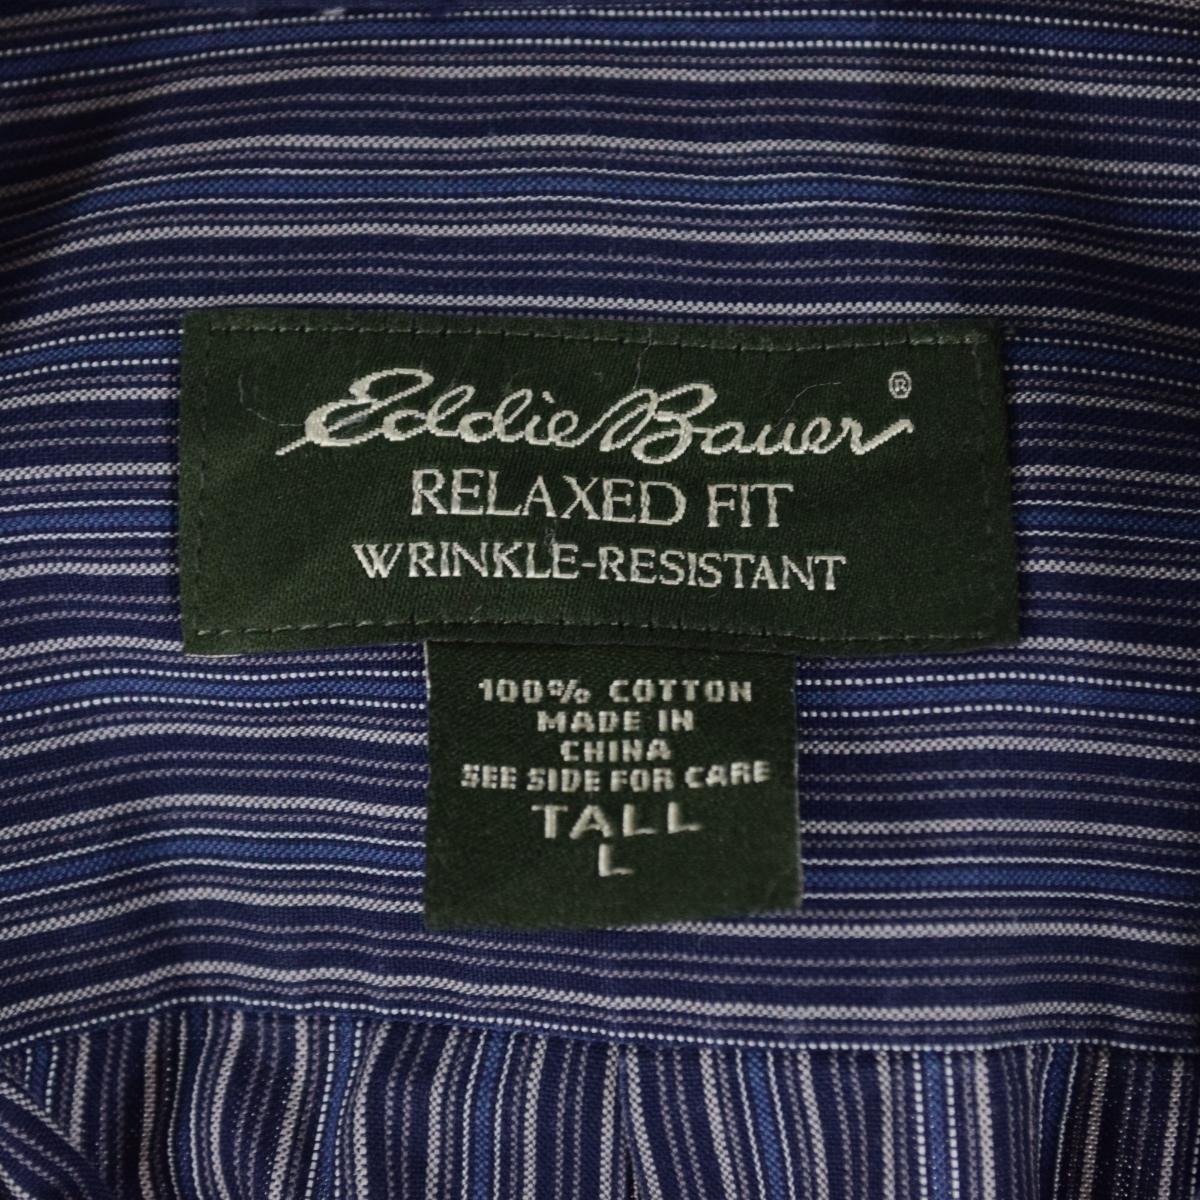 Eddie Bauer®
RELAXED FIT
WRINKLE-RESISTANT
100% COTTON
MADE IN
CHINA
SEE SIDE FOR CARE
TALL
L